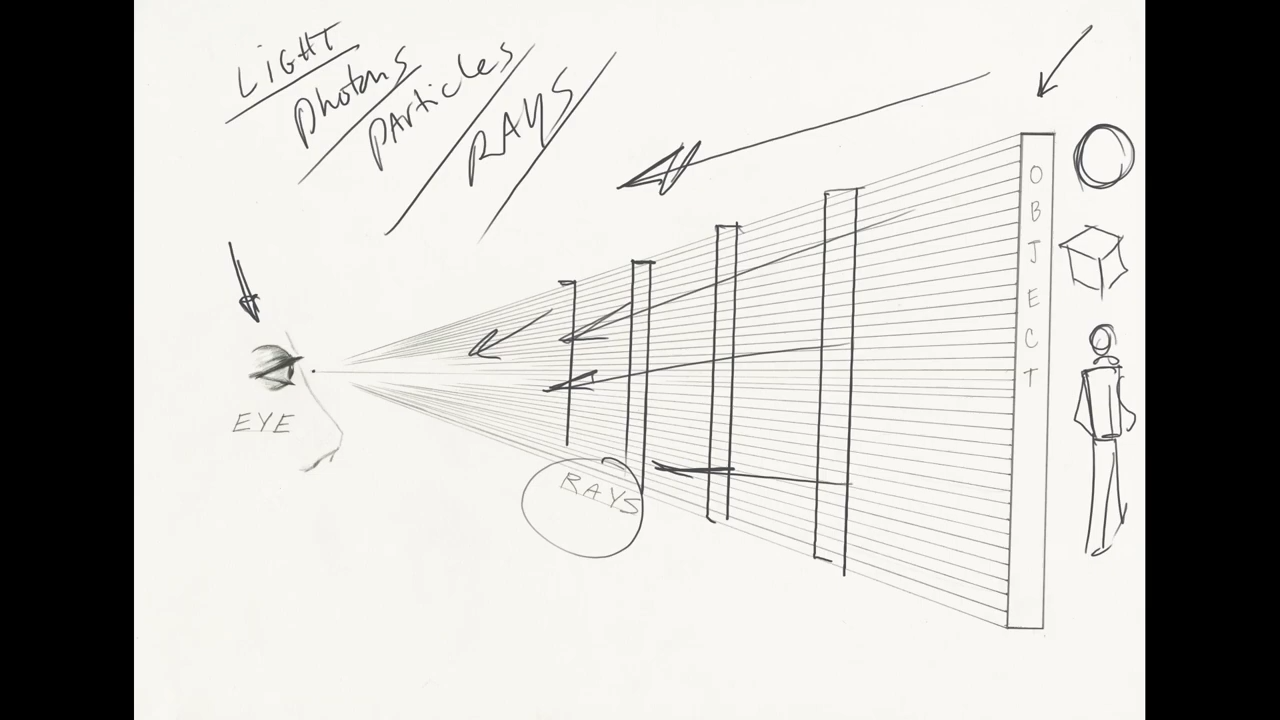 LIGHT
photons
PARTICLES
RAYS
OBJECT
EYE
RAYS